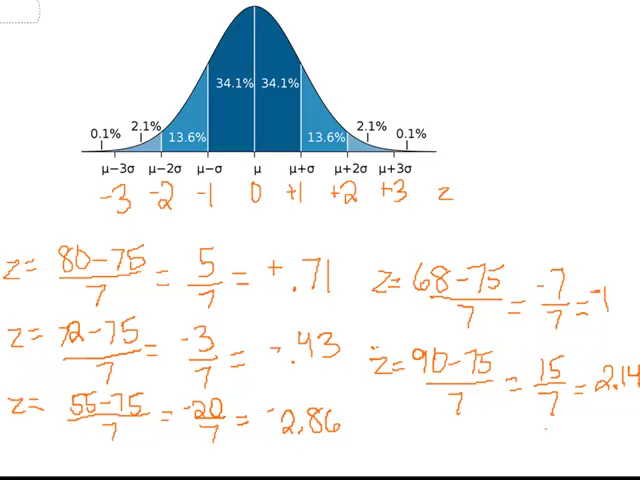 34.1% 34.1%
0.1% 2.1% 13.6% 13.6% 2.1% 0.1%
μ−3σ μ−2σ μ−σ μ μ+σ μ+2σ μ+3σ
-3 -2 -1 0 +1 +2 +3 z
z= 80-75/7 = 5/7 = +.71
z= 72-75/7 = -3/7 = -.43
z= 55-75/7 = -20/7 = -2.86
z= 68-75/7 = -7/7 = -1
z= 90-75/7 = 15/7 = 2.14